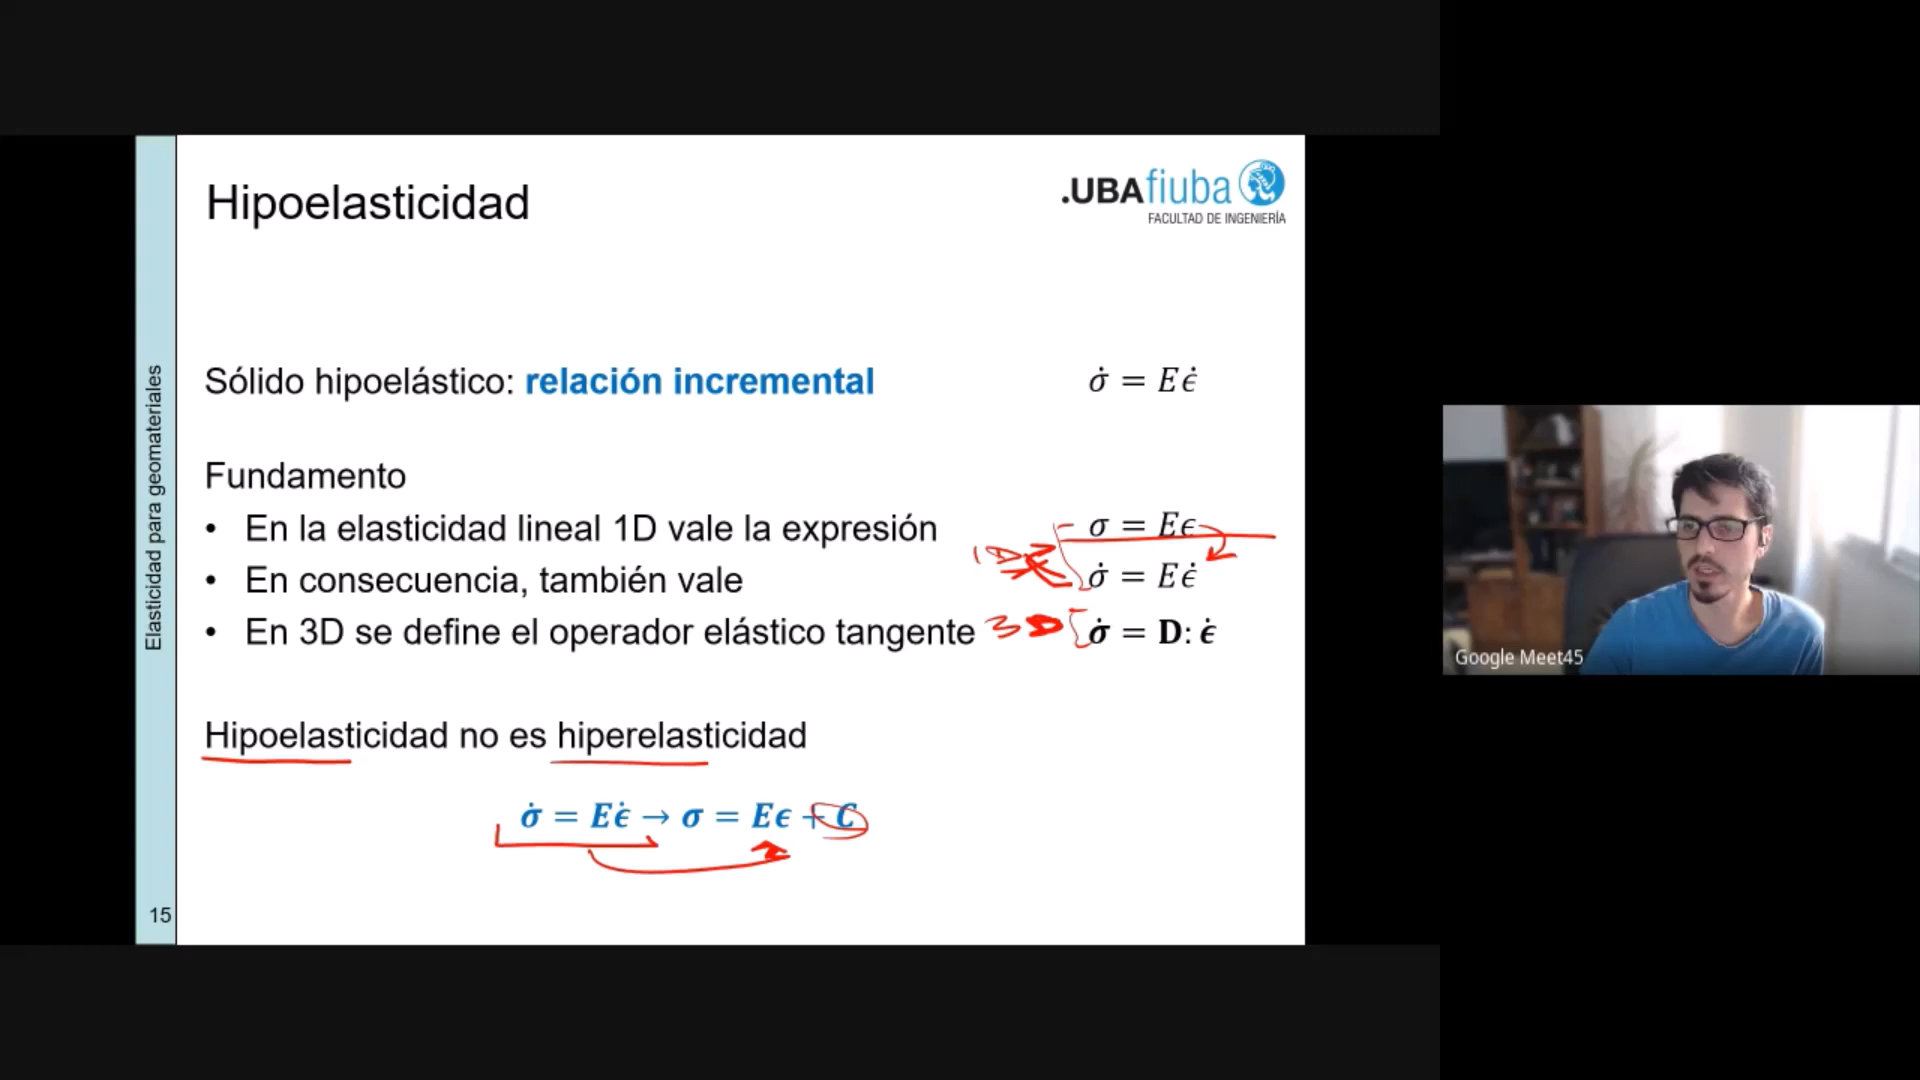 Hipoelasticidad
.UBAfiuba
FACULTAD DE INGENIERÍA
Sólido hipoelástico: relación incremental
σ̇ = Eϵ̇
Fundamento
• En la elasticidad lineal 1D vale la expresión
σ = Eϵ
1D
• En consecuencia, también vale
σ̇ = Eϵ̇
• En 3D se define el operador elástico tangente
3D
σ̇ = D: ϵ̇
Hipoelasticidad no es hiperelasticidad
σ̇ = Eϵ̇ → σ = Eϵ + C
Elasticidad para geomateriales
15
Google Meet45